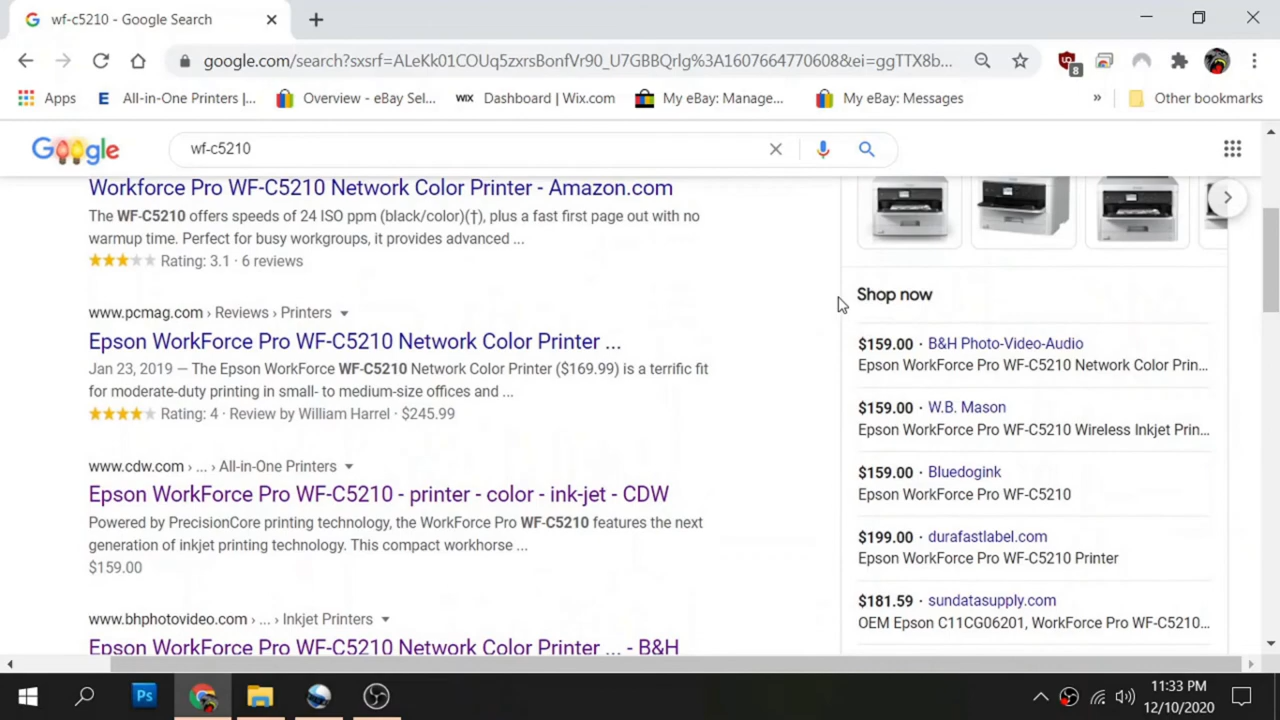 wf-c5210 - Google Search
google.com/search?sxsrf=ALeKk01COUq5zxrsBonfVr90_U7GBBQrlg%3A1607664770608&ei=ggTTX8b...
8
Apps
E All-in-One Printers |...
Overview - eBay Sel...
WIX Dashboard | Wix.com
My eBay: Manage...
My eBay: Messages
»
Other bookmarks
Google
wf-c5210
Workforce Pro WF-C5210 Network Color Printer - Amazon.com
The WF-C5210 offers speeds of 24 ISO ppm (black/color)(†), plus a fast first page out with no
warmup time. Perfect for busy workgroups, it provides advanced ...
Rating: 3.1 · 6 reviews
www.pcmag.com › Reviews › Printers
Epson WorkForce Pro WF-C5210 Network Color Printer ...
Jan 23, 2019 — The Epson WorkForce WF-C5210 Network Color Printer ($169.99) is a terrific fit
for moderate-duty printing in small- to medium-size offices and ...
Rating: 4 · Review by William Harrel · $245.99
www.cdw.com › ... › All-in-One Printers
Epson WorkForce Pro WF-C5210 - printer - color - ink-jet - CDW
Powered by PrecisionCore printing technology, the WorkForce Pro WF-C5210 features the next
generation of inkjet printing technology. This compact workhorse ...
$159.00
www.bhphotovideo.com › ... › Inkjet Printers
Epson WorkForce Pro WF-C5210 Network Color Printer ... - B&H
Shop now
$159.00 · B&H Photo-Video-Audio
Epson WorkForce Pro WF-C5210 Network Color Prin...
$159.00 · W.B. Mason
Epson WorkForce Pro WF-C5210 Wireless Inkjet Prin...
$159.00 · Bluedogink
Epson WorkForce Pro WF-C5210
$199.00 · durafastlabel.com
Epson WorkForce Pro WF-C5210 Printer
$181.59 · sundatasupply.com
OEM Epson C11CG06201, WorkForce Pro WF-C5210...
Ps
11:33 PM
12/10/2020